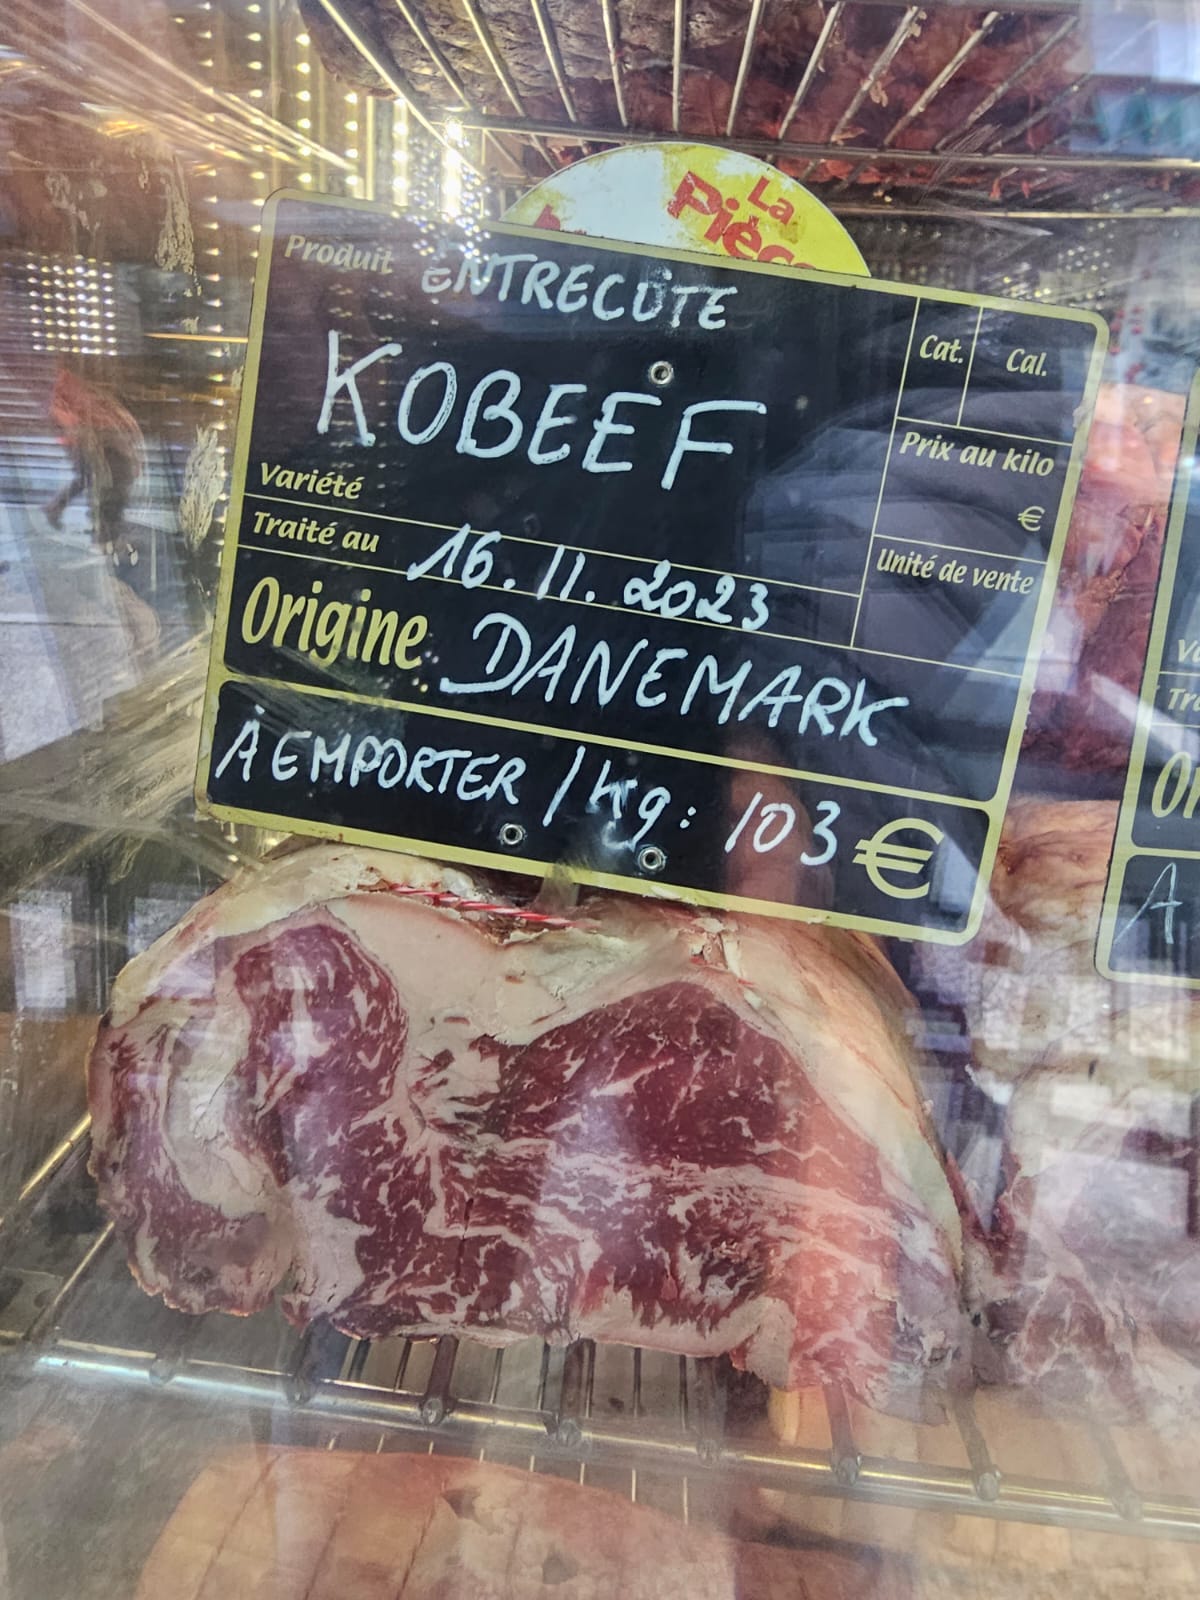 La
Pièce
Produit ENTRECÔTE
KOBEEF
Cat. Cal.
Prix au kilo
€
Variété
Traité au 16.11.2023
Unité de vente
Origine DANEMARK
À EMPORTER / kg: 103 €
A